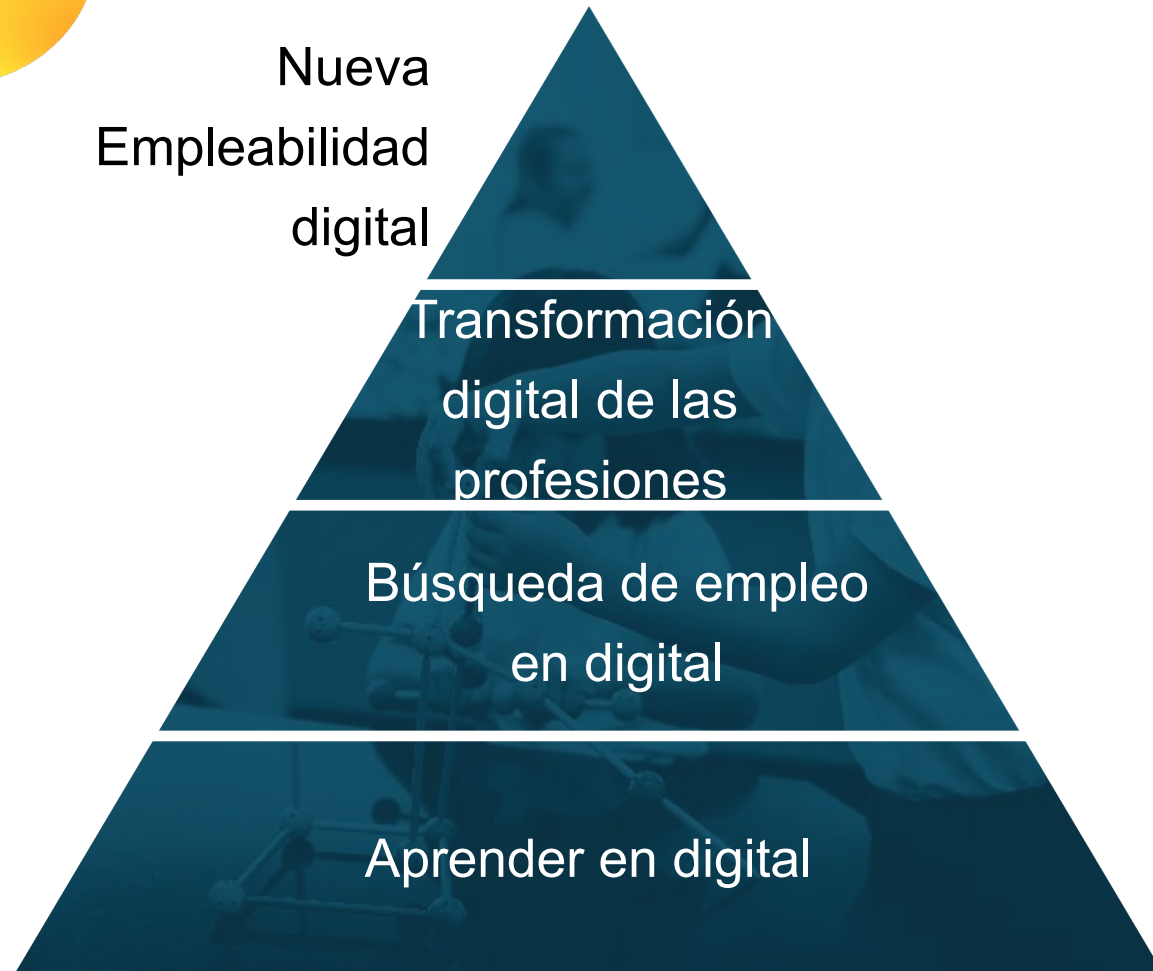 Nueva
Empleabilidad
digital
Transformación
digital de las
profesiones
Búsqueda de empleo
en digital
Aprender en digital